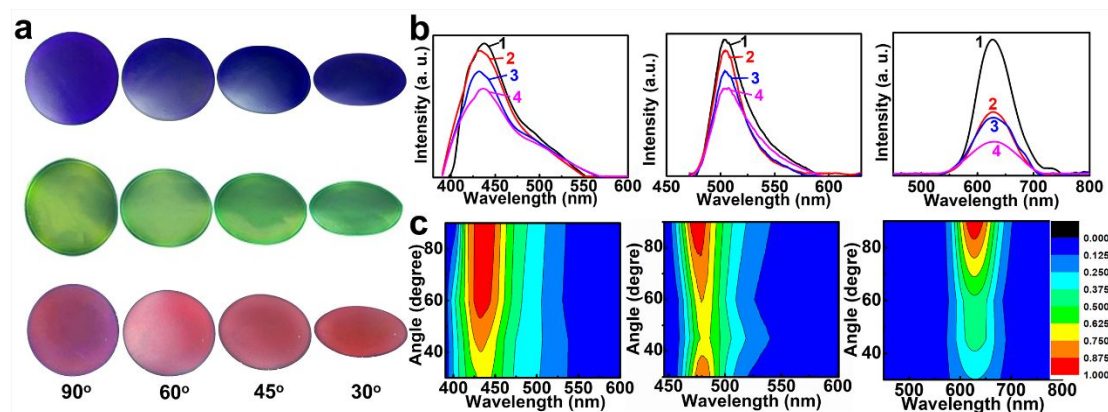 a
90° 60° 45° 30°
b
Intensity (a. u.)
1
2
3
4
400 450 500 550 600
Wavelength (nm)
Intensity (a. u.)
1
2
3
4
450 500 550 600
Wavelength (nm)
Intensity (a. u.)
1
2
3
4
500 600 700 800
Wavelength (nm)
c
Angle (degree)
80
60
40
390 450 500 550 600
Wavelength (nm)
Angle (degre)
80
60
40
450 500 550 600
Wavelength (nm)
Angle (degree)
80
60
40
500 600 700 800
Wavelength (nm)
0.000
0.125
0.250
0.375
0.500
0.625
0.750
0.875
1.000